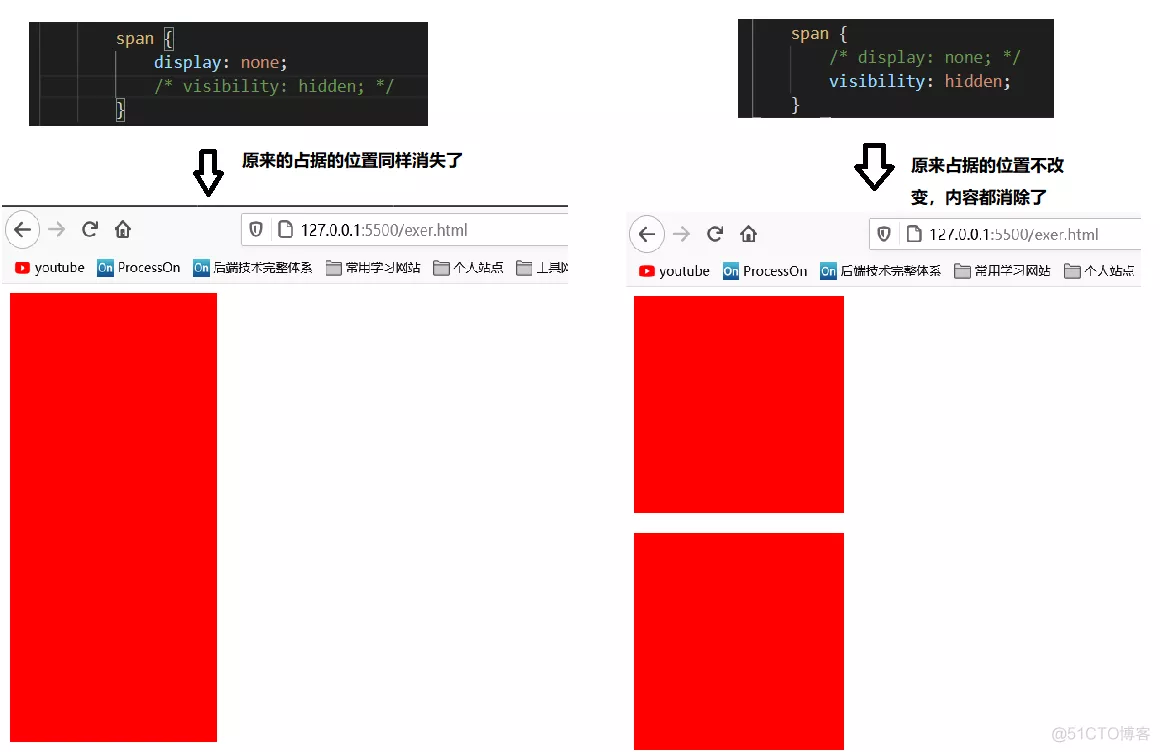 span {
display: none;
/* visibility: hidden; */
}
原来的占据的位置同样消失了
127.0.0.1:5500/exer.html
youtube On ProcessOn On 后端技术完整体系 常用学习网站 个人站点
span {
/* display: none; */
visibility: hidden;
}
原来占据的位置不改
变，内容都消除了
127.0.0.1:5500/exer.html
youtube On ProcessOn On 后端技术完整体系 常用学习网站 个人站点
@51CTO博客